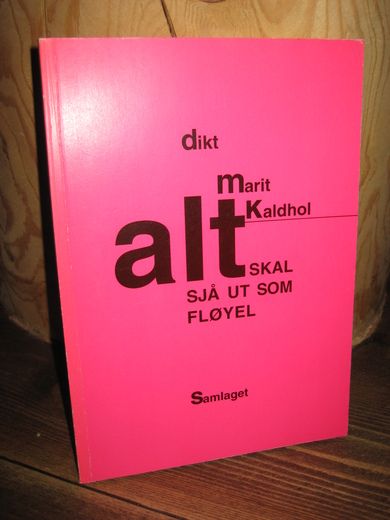 dikt
marit
Kaldhol
alt SKAL
SJÅ UT SOM
FLØYEL
Samlaget